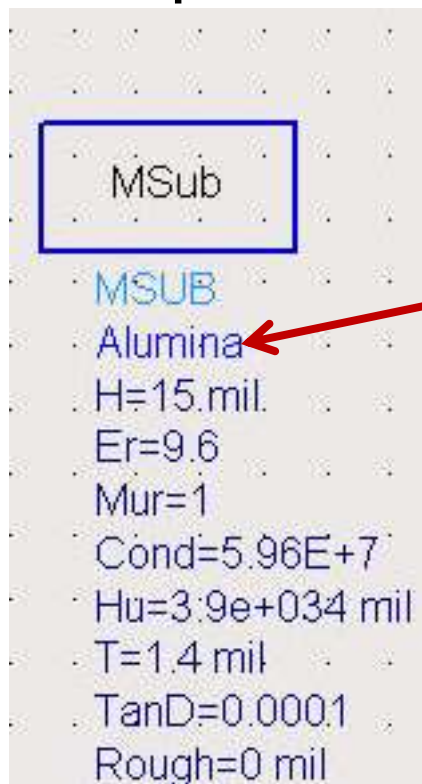 MSub
MSUB
Alumina
H=15 mil
Er=9.6
Mur=1
Cond=5.96E+7
Hu=3.9e+034 mil
T=1.4 mil
TanD=0.0001
Rough=0 mil